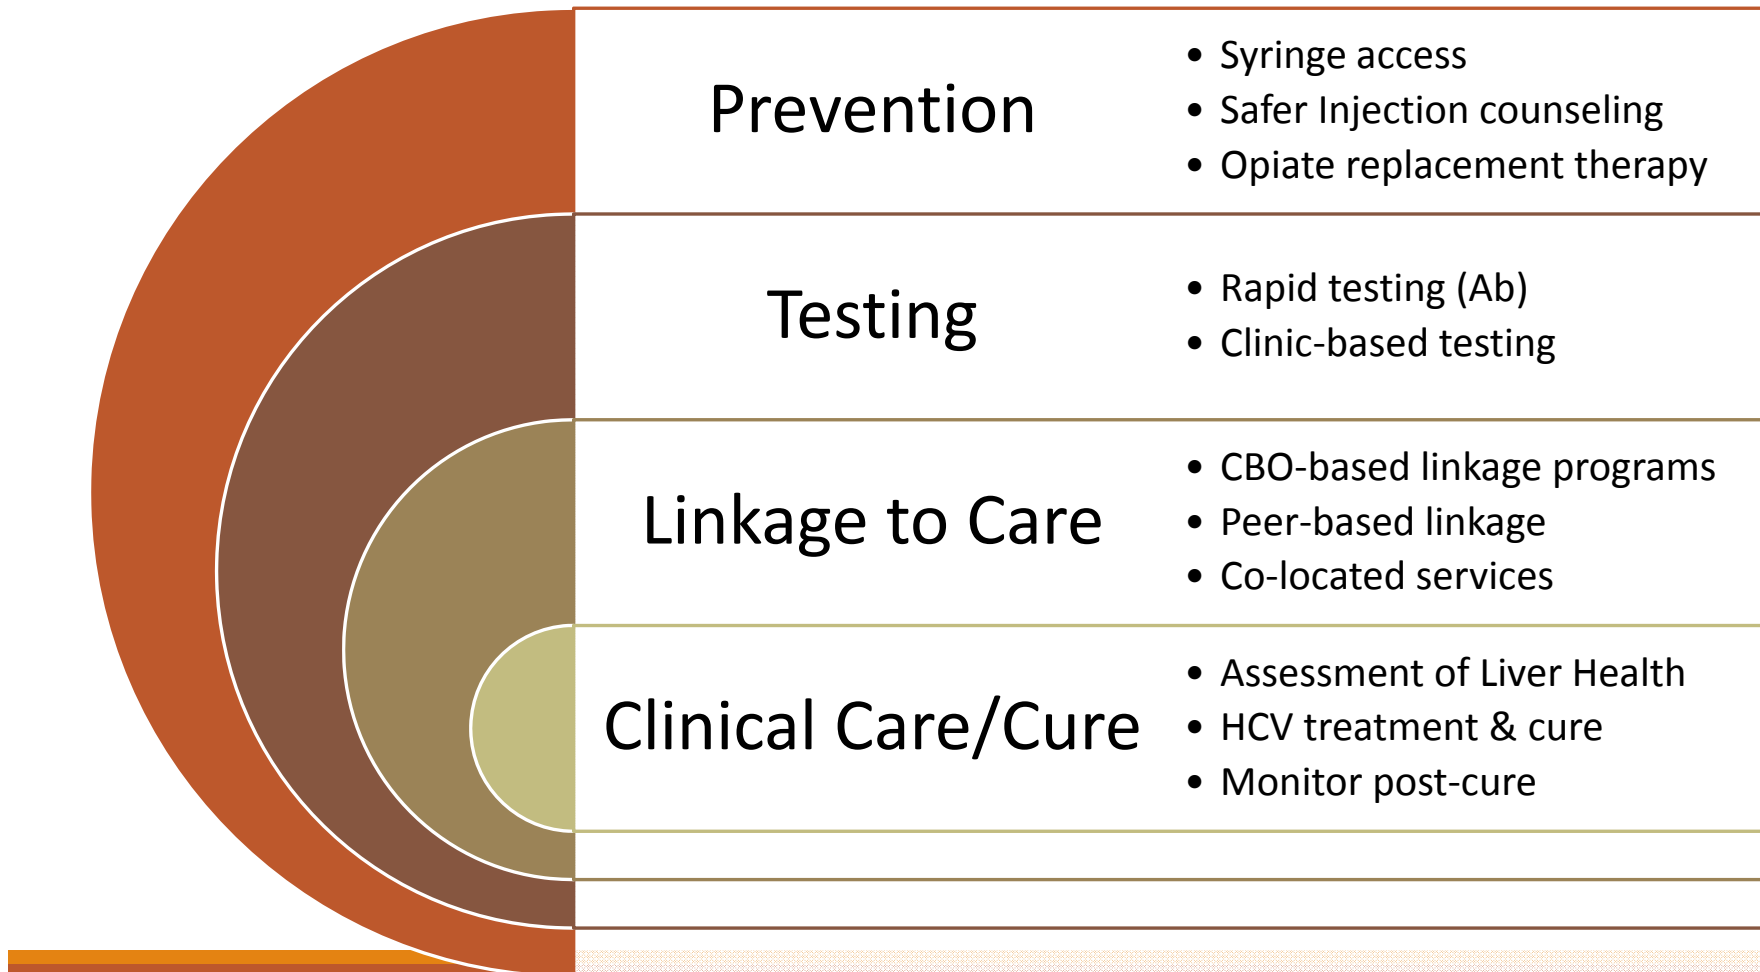 Prevention
• Syringe access
• Safer Injection counseling
• Opiate replacement therapy
Testing
• Rapid testing (Ab)
• Clinic-based testing
Linkage to Care
• CBO-based linkage programs
• Peer-based linkage
• Co-located services
Clinical Care/Cure
• Assessment of Liver Health
• HCV treatment & cure
• Monitor post-cure